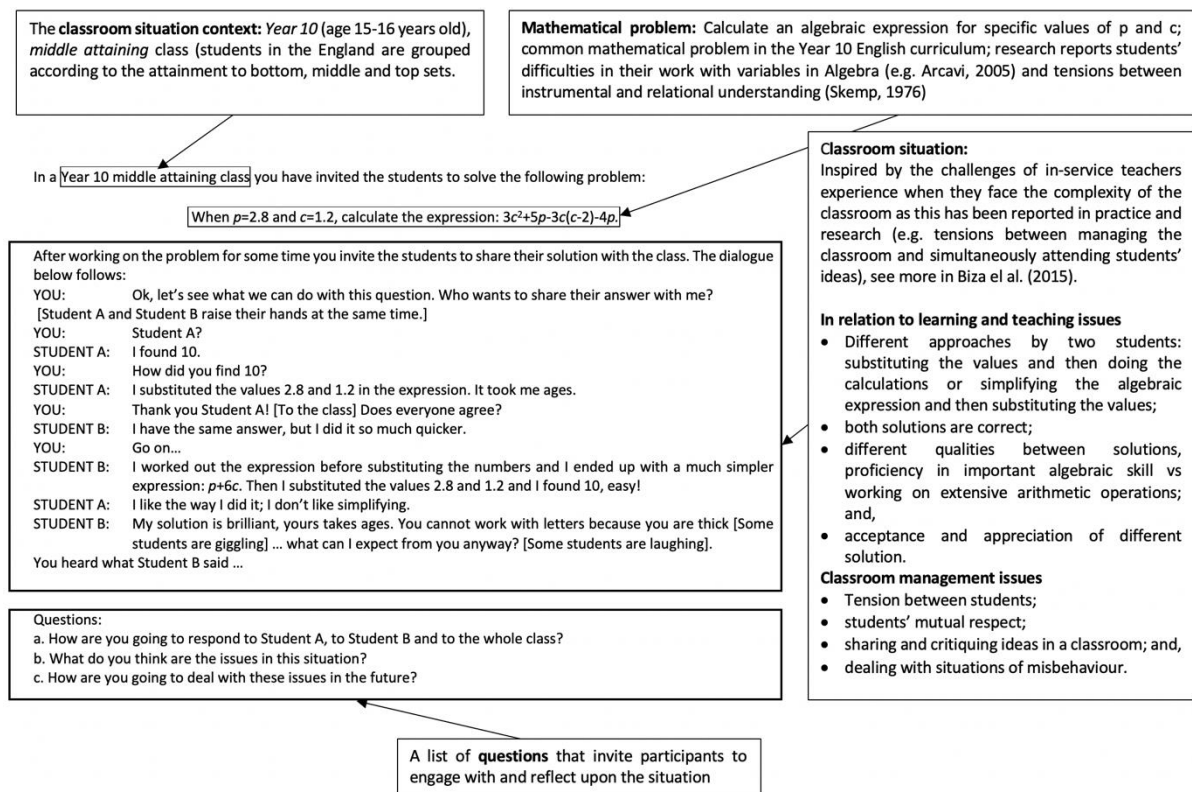 The classroom situation context: Year 10 (age 15-16 years old),
middle attaining class (students in the England are grouped
according to the attainment to bottom, middle and top sets.
Mathematical problem: Calculate an algebraic expression for specific values of p and c;
common mathematical problem in the Year 10 English curriculum; research reports students’
difficulties in their work with variables in Algebra (e.g. Arcavi, 2005) and tensions between
instrumental and relational understanding (Skemp, 1976)
In a Year 10 middle attaining class you have invited the students to solve the following problem:
When p=2.8 and c=1.2, calculate the expression: 3c²+5p-3c(c-2)-4p.
After working on the problem for some time you invite the students to share their solution with the class. The dialogue
below follows:
YOU: Ok, let’s see what we can do with this question. Who wants to share their answer with me?
[Student A and Student B raise their hands at the same time.]
YOU: Student A?
STUDENT A: I found 10.
YOU: How did you find 10?
STUDENT A: I substituted the values 2.8 and 1.2 in the expression. It took me ages.
YOU: Thank you Student A! [To the class] Does everyone agree?
STUDENT B: I have the same answer, but I did it so much quicker.
YOU: Go on…
STUDENT B: I worked out the expression before substituting the numbers and I ended up with a much simpler
expression: p+6c. Then I substituted the values 2.8 and 1.2 and I found 10, easy!
STUDENT A: I like the way I did it; I don’t like simplifying.
STUDENT B: My solution is brilliant, yours takes ages. You cannot work with letters because you are thick [Some
students are giggling] … what can I expect from you anyway? [Some students are laughing].
You heard what Student B said …
Questions:
a. How are you going to respond to Student A, to Student B and to the whole class?
b. What do you think are the issues in this situation?
c. How are you going to deal with these issues in the future?
A list of questions that invite participants to
engage with and reflect upon the situation
Classroom situation:
Inspired by the challenges of in-service teachers
experience when they face the complexity of the
classroom as this has been reported in practice and
research (e.g. tensions between managing the
classroom and simultaneously attending students’
ideas), see more in Biza el al. (2015).
In relation to learning and teaching issues
• Different approaches by two students:
substituting the values and then doing the
calculations or simplifying the algebraic
expression and then substituting the values;
• both solutions are correct;
• different qualities between solutions,
proficiency in important algebraic skill vs
working on extensive arithmetic operations;
and,
• acceptance and appreciation of different
solution.
Classroom management issues
• Tension between students;
• students’ mutual respect;
• sharing and critiquing ideas in a classroom; and,
• dealing with situations of misbehaviour.